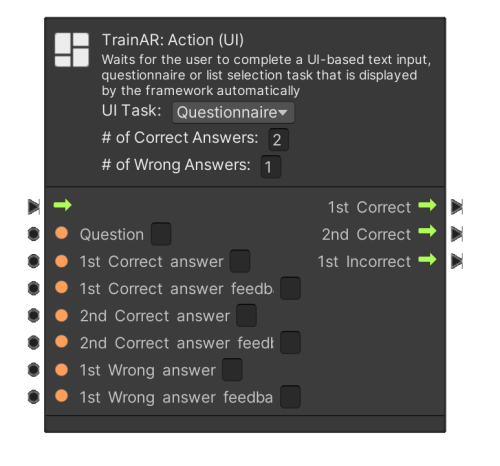 TrainAR: Action (UI)
Waits for the user to complete a UI-based text input,
questionnaire or list selection task that is displayed
by the framework automatically
UI Task: Questionnaire
# of Correct Answers: 2
# of Wrong Answers: 1
1st Correct
Question 2nd Correct
1st Correct answer 1st Incorrect
1st Correct answer feedb
2nd Correct answer
2nd Correct answer feedl
1st Wrong answer
1st Wrong answer feedba